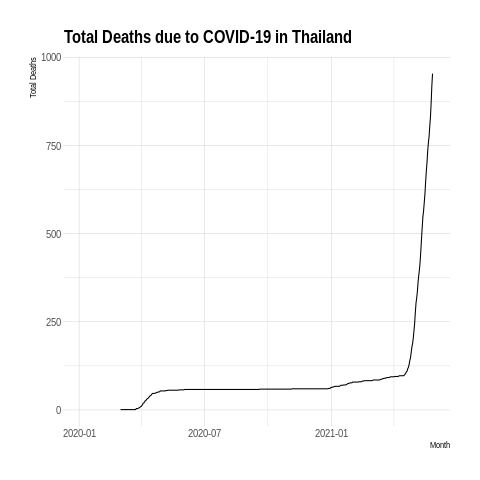 Total Deaths due to COVID-19 in Thailand
Total Deaths
1000
750
500
250
0
2020-01
2020-07
2021-01
Month